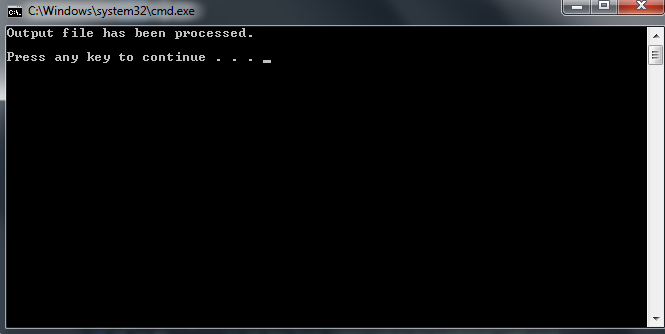 C:\Windows\system32\cmd.exe
Output file has been processed.
Press any key to continue . . .